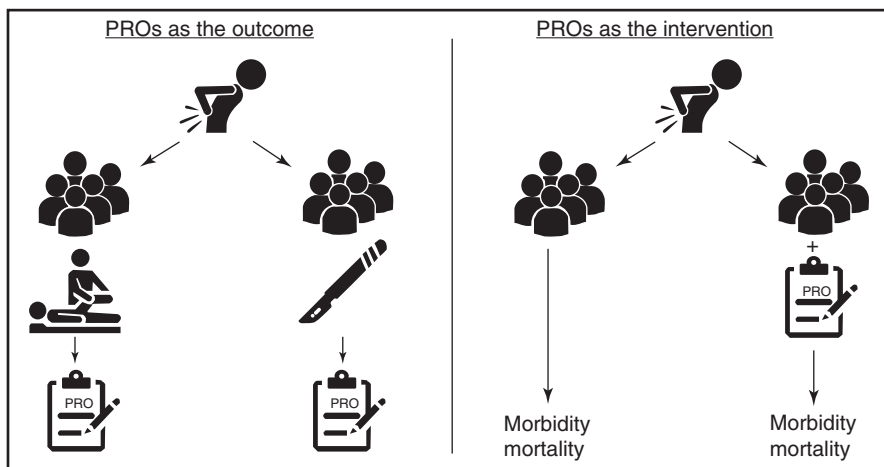 PROs as the outcome
PRO
PRO
PROs as the intervention
+
PRO
Morbidity
mortality
Morbidity
mortality